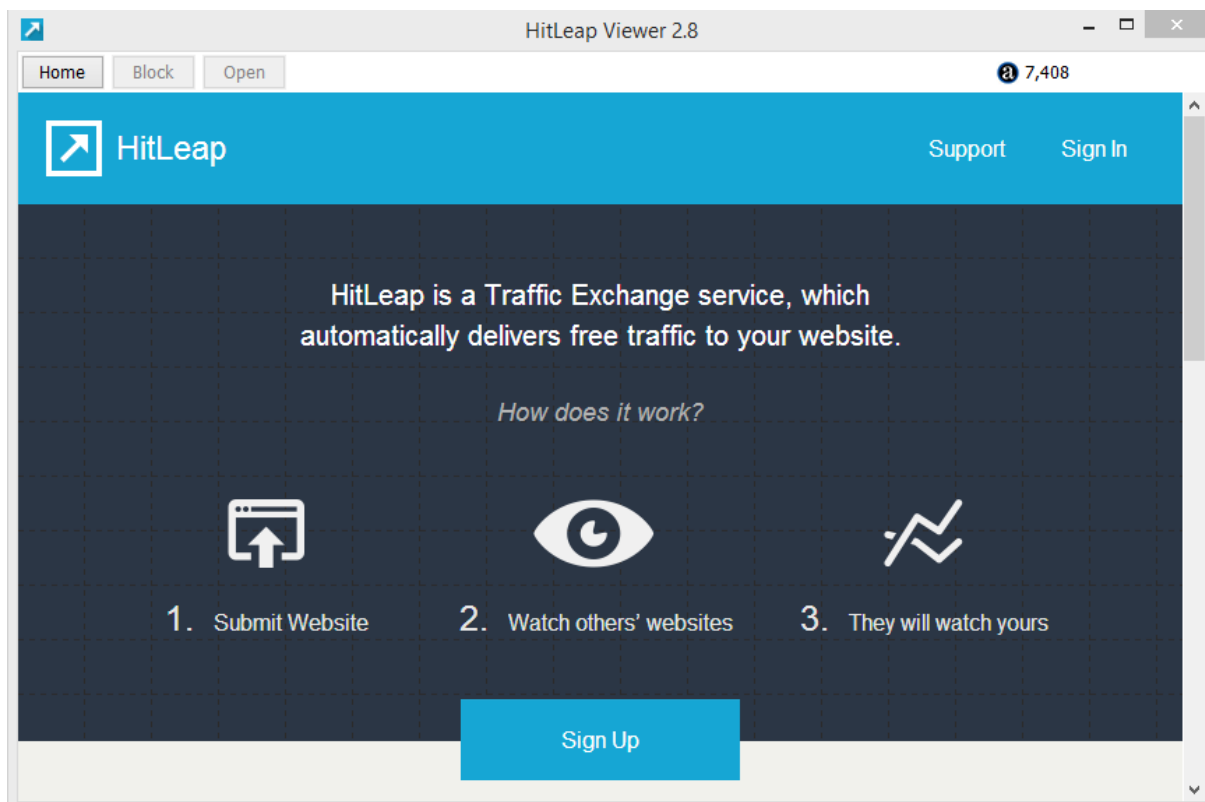 HitLeap Viewer 2.8
Home Block Open a 7,408
HitLeap Support Sign In
HitLeap is a Traffic Exchange service, which
automatically delivers free traffic to your website.
How does it work?
1. Submit Website 2. Watch others’ websites 3. They will watch yours
Sign Up